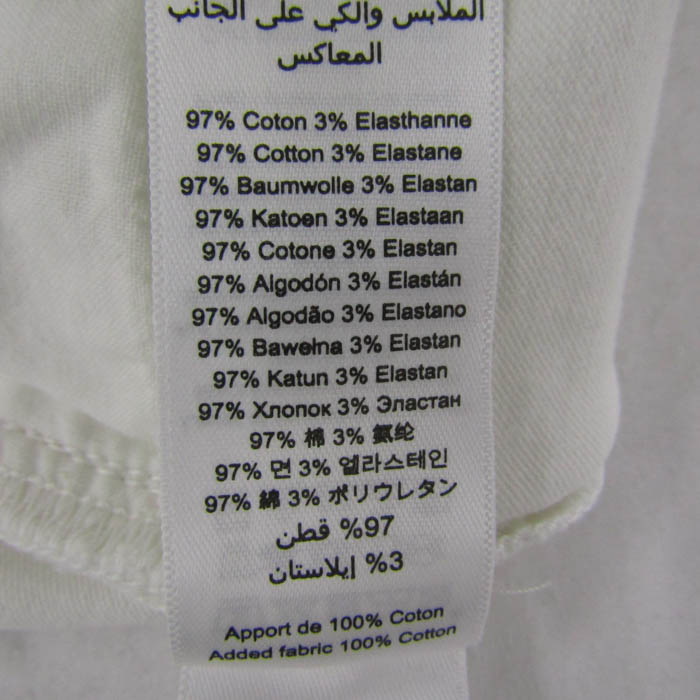 الملابس والكي على الجانب
المعاكس
97% Coton 3% Elasthanne
97% Cotton 3% Elastane
97% Baumwolle 3% Elastan
97% Katoen 3% Elastaan
97% Cotone 3% Elastan
97% Algodón 3% Elastán
97% Algodão 3% Elastano
97% Bawełna 3% Elastan
97% Katun 3% Elastan
97% Хлопок 3% Эластан
97% 棉 3% 氨纶
97% 면 3% 엘라스테인
97% 綿 3% ポリウレタン
97% قطن
3% إيلاستان
Apport de 100% Coton
Added fabric 100% Cotton